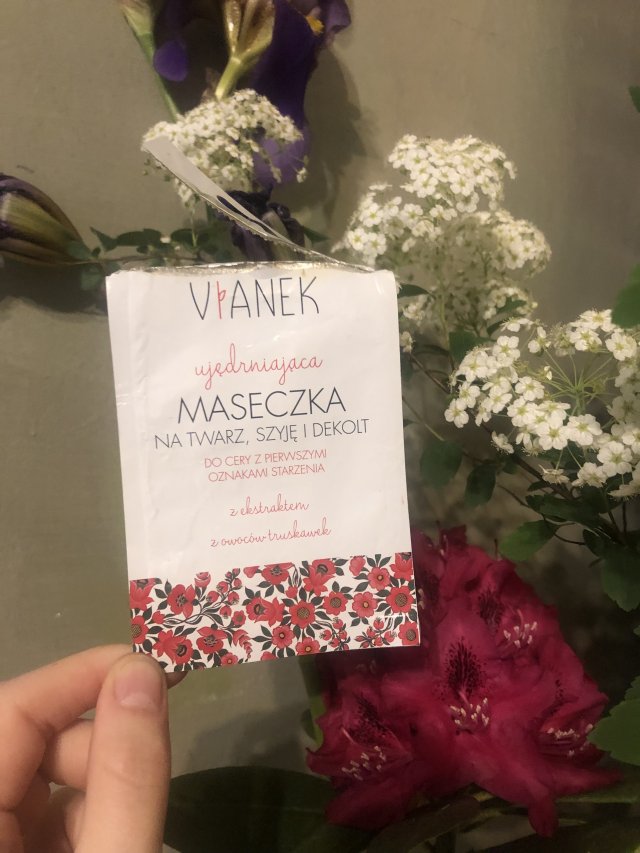 VIANEK
ujędrniająca
MASECZKA
NA TWARZ, SZYJĘ I DEKOLT
DO CERY Z PIERWSZYMI
OZNAKAMI STARZENIA
z ekstraktem
z owoców truskawek